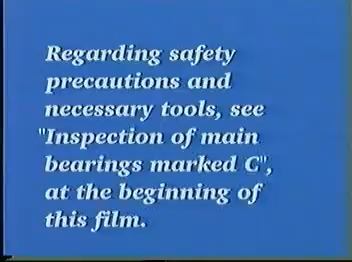 Regarding safety
precautions and
necessary tools, see
"Inspection of main
bearings marked C",
at the beginning of
this film.